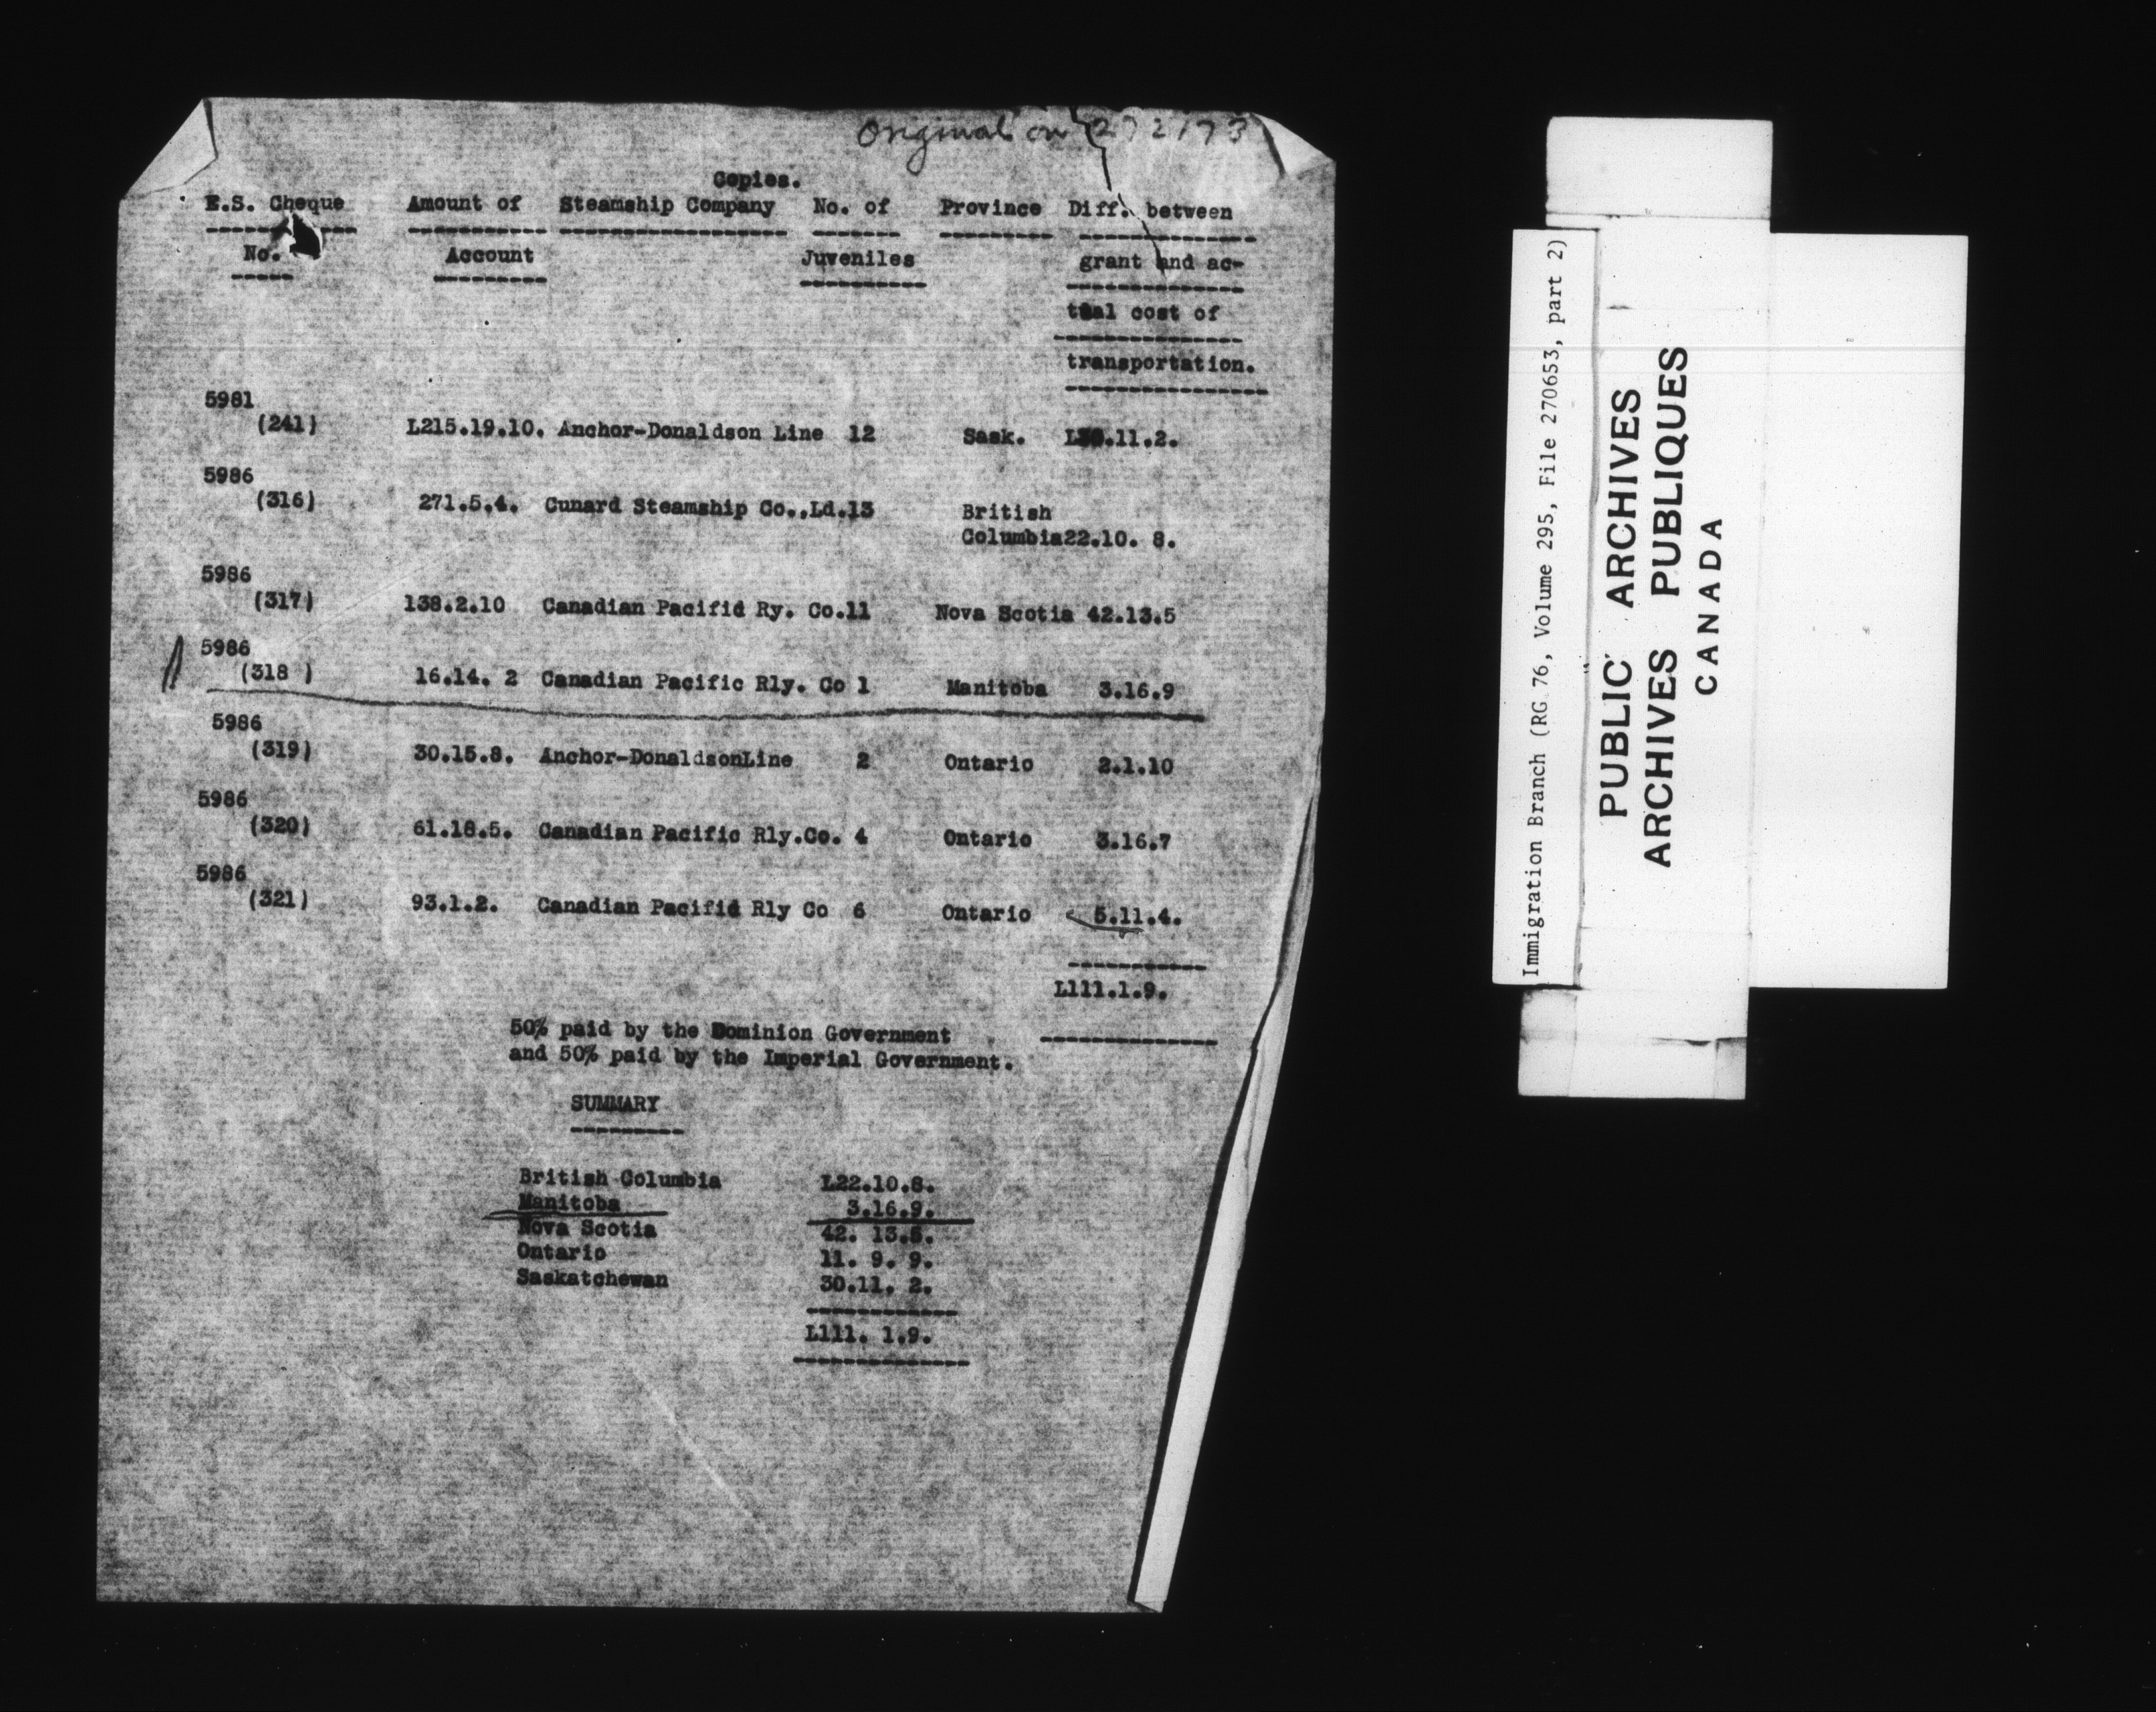 Original on 272173
Copies.
E.S. Cheque Amount of Steamship Company No. of Province Diff. between
No. Account Juveniles grant and ac-
tual cost of
transportation.
5981
(241) L215.19.10. Anchor-Donaldson Line 12 Sask. L30.11.2.
5986
(316) 271.5.4. Cunard Steamship Co.,Ld.13 British
Columbia22.10. 8.
5986
(317) 138.2.10 Canadian Pacifid Ry. Co.11 Nova Scotia 42.13.5
5986
(318 ) 16.14. 2 Canadian Pacific Rly. Co 1 Manitoba 3.16.9
5986
(319) 30.15.8. Anchor-DonaldsonLine 2 Ontario 2.1.10
5986
(320) 61.18.5. Canadian Pacific Rly.Co. 4 Ontario 3.16.7
5986
(321) 93.1.2. Canadian Pacifid Rly Co 6 Ontario 5.11.4.
L111.1.9.
50% paid by the Dominion Government
and 50% paid by the Imperial Government.
SUMMARY
British Columbia L22.10.8.
Manitoba 3.16.9.
Nova Scotia 42. 13.5.
Ontario 11. 9. 9.
Saskatchewan 30.11. 2.
L111. 1.9.
Immigration Branch (RG 76, Volume 295, File 270653, part 2)
PUBLIC ARCHIVES
ARCHIVES PUBLIQUES
CANADA